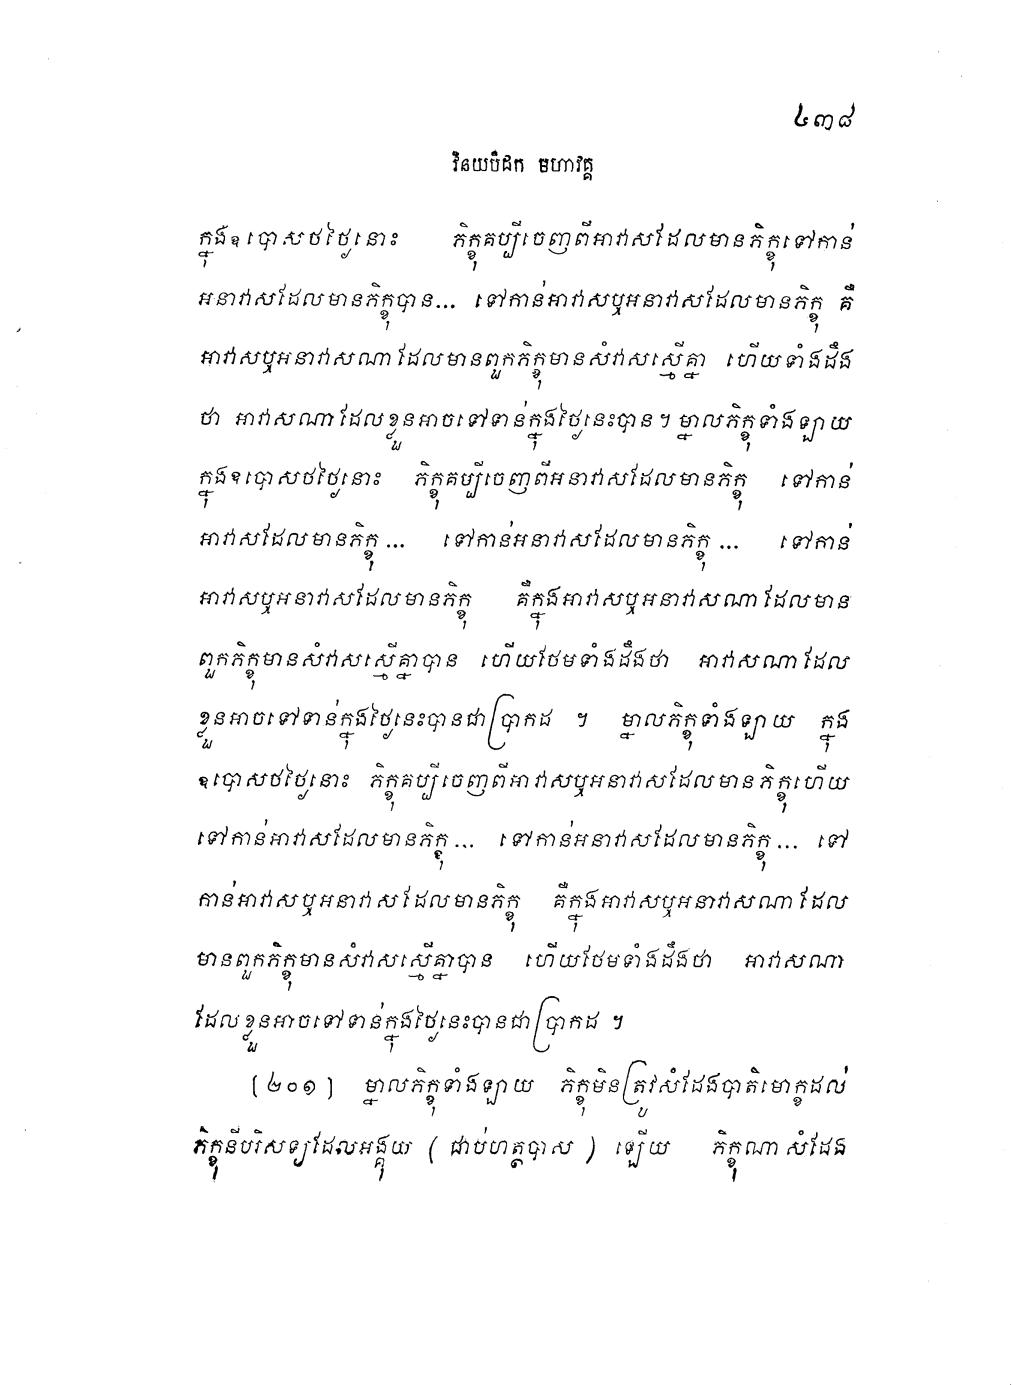 ៤៣៨
វិនយបិដក មហាវគ្គ
ក្នុងឧបោសថថ្ងៃនោះ ភិក្ខុគប្បីចេញពីអាវាសដែលមានភិក្ខុទៅកាន់
អនាវាសដែលមានភិក្ខុបាន... ទៅកាន់អាវាសឬអនាវាសដែលមានភិក្ខុ គឺ
អាវាសឬអនាវាសណាដែលមានពួកភិក្ខុមានសំវាសស្មើគ្នា ហើយទាំងដឹង
ថា អាវាសណាដែលខ្លួនអាចទៅទាន់ក្នុងថ្ងៃនេះបាន។ ម្នាលភិក្ខុទាំងឡាយ
ក្នុងឧបោសថថ្ងៃនោះ ភិក្ខុគប្បីចេញពីអនាវាសដែលមានភិក្ខុ ទៅកាន់
អាវាសដែលមានភិក្ខុ... ទៅកាន់អនាវាសដែលមានភិក្ខុ... ទៅកាន់
អាវាសឬអនាវាសដែលមានភិក្ខុ គឺក្នុងអាវាសឬអនាវាសណាដែលមាន
ពួកភិក្ខុមានសំវាសស្មើគ្នាបាន ហើយថែមទាំងដឹងថា អាវាសណាដែល
ខ្លួនអាចទៅទាន់ក្នុងថ្ងៃនេះបានជាប្រាកដ ។ ម្នាលភិក្ខុទាំងឡាយ ក្នុង
ឧបោសថថ្ងៃនោះ ភិក្ខុគប្បីចេញពីអាវាសឬអនាវាសដែលមានភិក្ខុហើយ
ទៅកាន់អាវាសដែលមានភិក្ខុ... ទៅកាន់អនាវាសដែលមានភិក្ខុ... ទៅ
កាន់អាវាសឬអនាវាសដែលមានភិក្ខុ គឺក្នុងអាវាសឬអនាវាសណាដែល
មានពួកភិក្ខុមានសំវាសស្មើគ្នាបាន ហើយថែមទាំងដឹងថា អាវាសណា
ដែលខ្លួនអាចទៅទាន់ក្នុងថ្ងៃនេះបានជាប្រាកដ ។
[២០១] ម្នាលភិក្ខុទាំងឡាយ ភិក្ខុមិនត្រូវសំដែងបាតិមោក្ខដល់
ភិក្ខុនីបរិសទ្យដែលអង្គុយ (ជាប់ហត្ថបាស) ឡើយ ភិក្ខុណាសំដែង